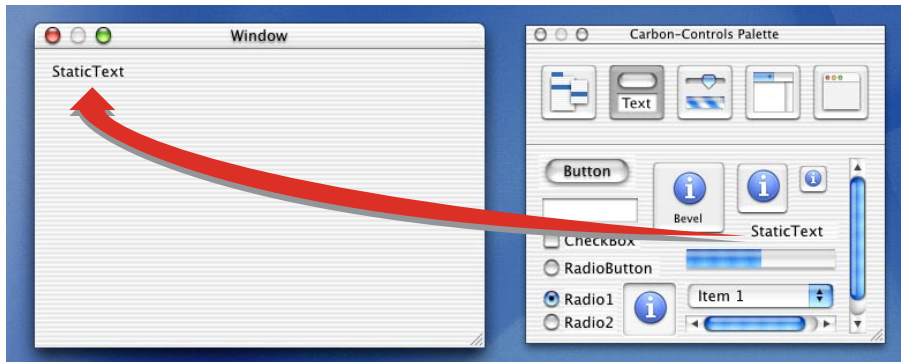 Window
StaticText
Carbon-Controls Palette
Text
Button
Bevel
StaticText
CheckBox
RadioButton
Radio1
Item 1
Radio2